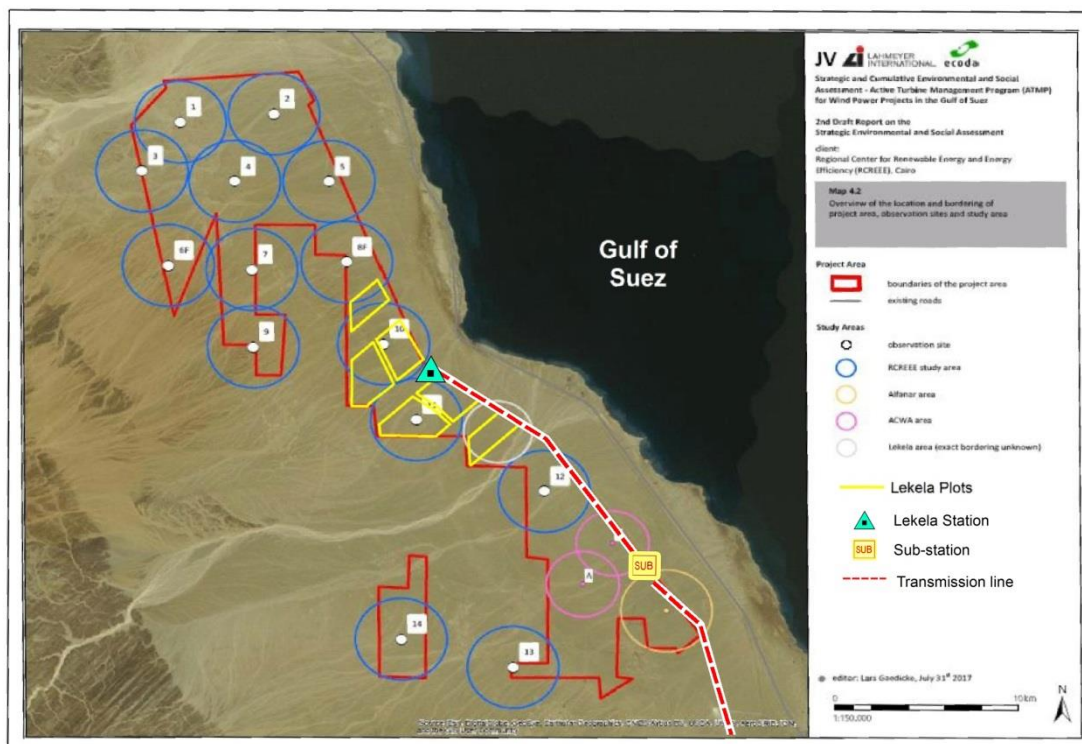 1
2
3
4
5
6F
7
8F
9
10
12
A
14
13
Gulf of
Suez
SUB
JV LAHMEYER
INTERNATIONAL ecoda
Strategic and Cumulative Environmental and Social
Assessment - Active Turbine Management Program (ATMP)
for Wind Power Projects in the Gulf of Suez
2nd Draft Report on the
Strategic Environmental and Social Assessment
client:
Regional Center for Renewable Energy and Energy
Efficiency (RCREEE), Cairo
Map 4.2
Overview of the location and bordering of
project area, observation sites and study area
Project Area
boundaries of the project area
existing roads
Study Areas
observation site
RCREEE study area
Alfanar area
ACWA area
Lekela area (exact bordering unknown)
Lekela Plots
Lekela Station
SUB Sub-station
Transmission line
editor: Lars Gaedicke, July 31st 2017
0 10km
1:150,000
N